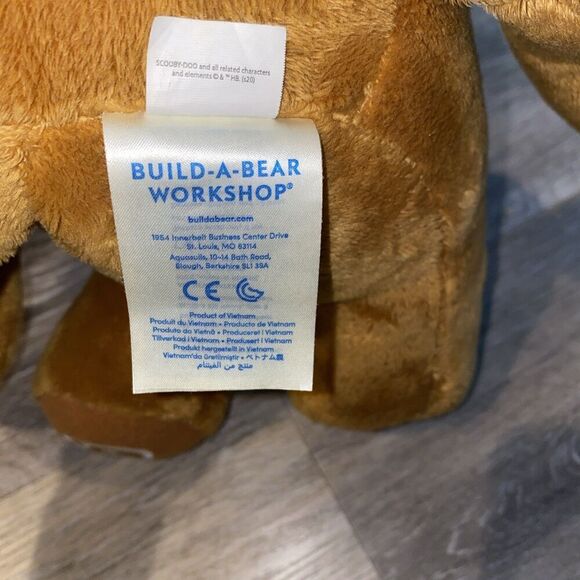 SCOOBY-DOO and all related characters
and elements © & ™ HB. (s20)
BUILD-A-BEAR
WORKSHOP®
buildabear.com
1954 Innerbelt Business Center Drive
St. Louis, MO 63114
Aquasulis, 10-14 Bath Road,
Slough, Berkshire SL1 3SA
CE
Product of Vietnam
Produit du Vietnam • Producto de Vietnam
Produto do Vietnã • Produceret i Vietnam
Tillverkad i Vietnam • Produsert i Vietnam
Produkt hergestellt in Vietnam
Vietnam'da Üretilmiştir • ベトナム製
منتج من الفيتنام